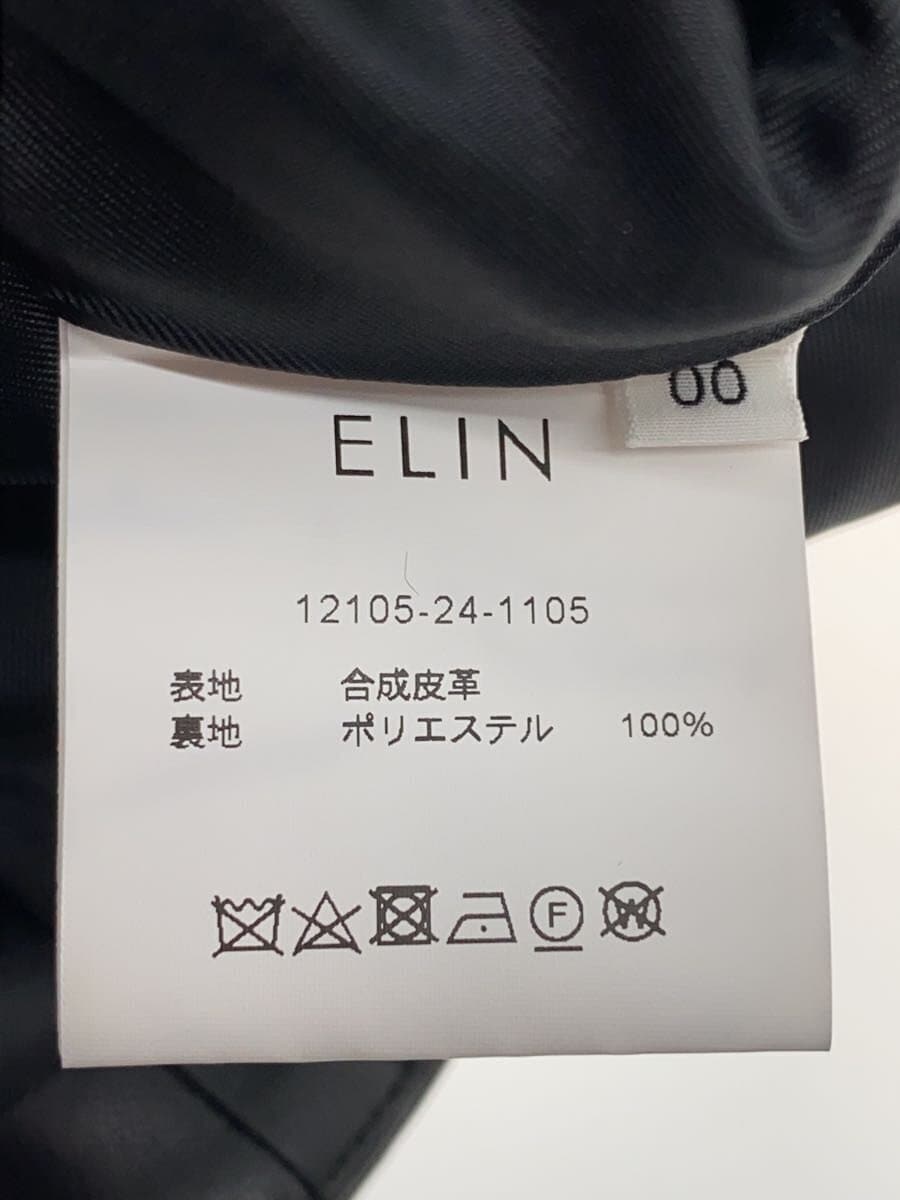 00
ELIN
12105-24-1105
表地 合成皮革
裏地 ポリエステル 100%
F
W